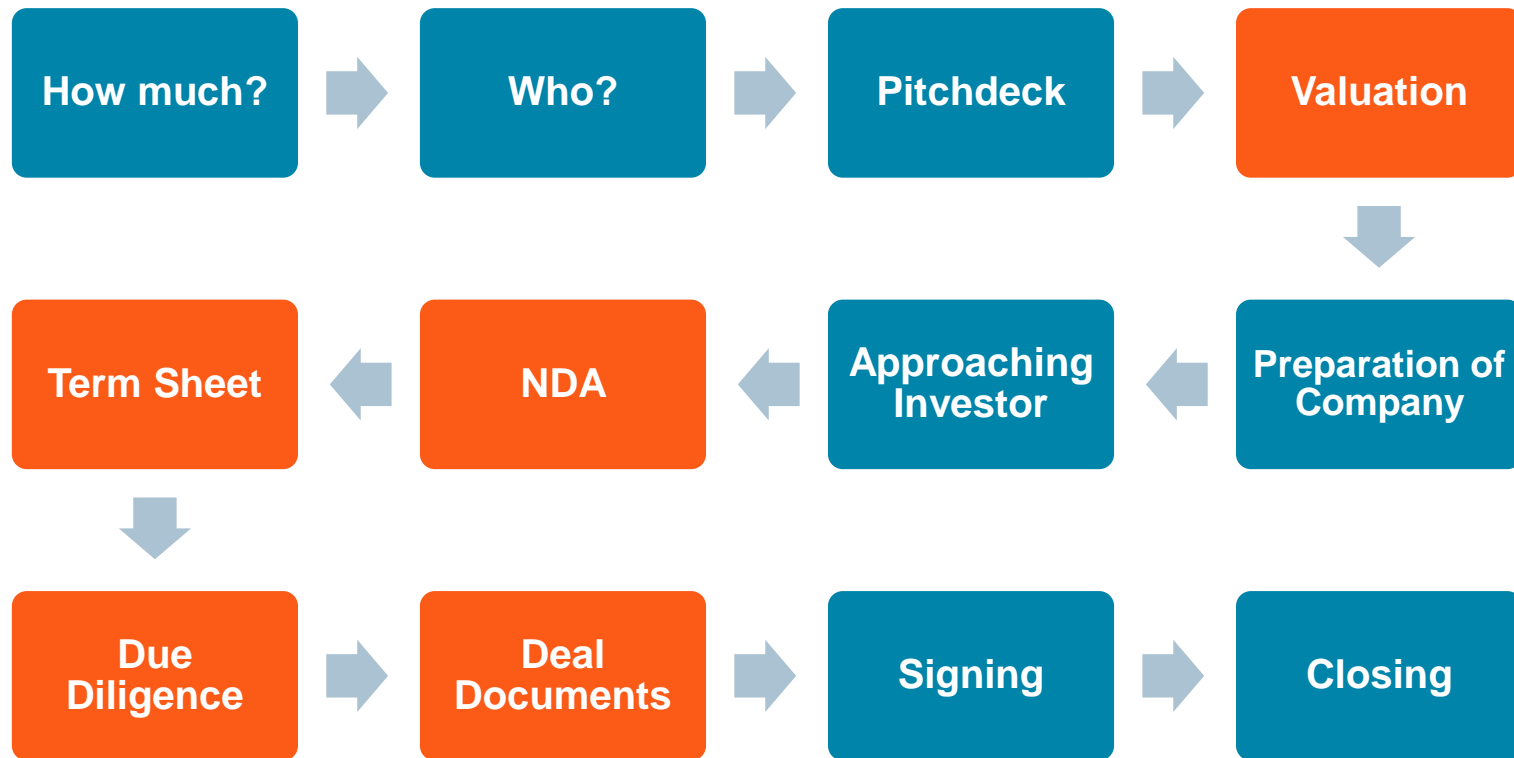 How much?
Who?
Pitchdeck
Valuation
Preparation of
Company
Approaching
Investor
NDA
Term Sheet
Due
Diligence
Deal
Documents
Signing
Closing